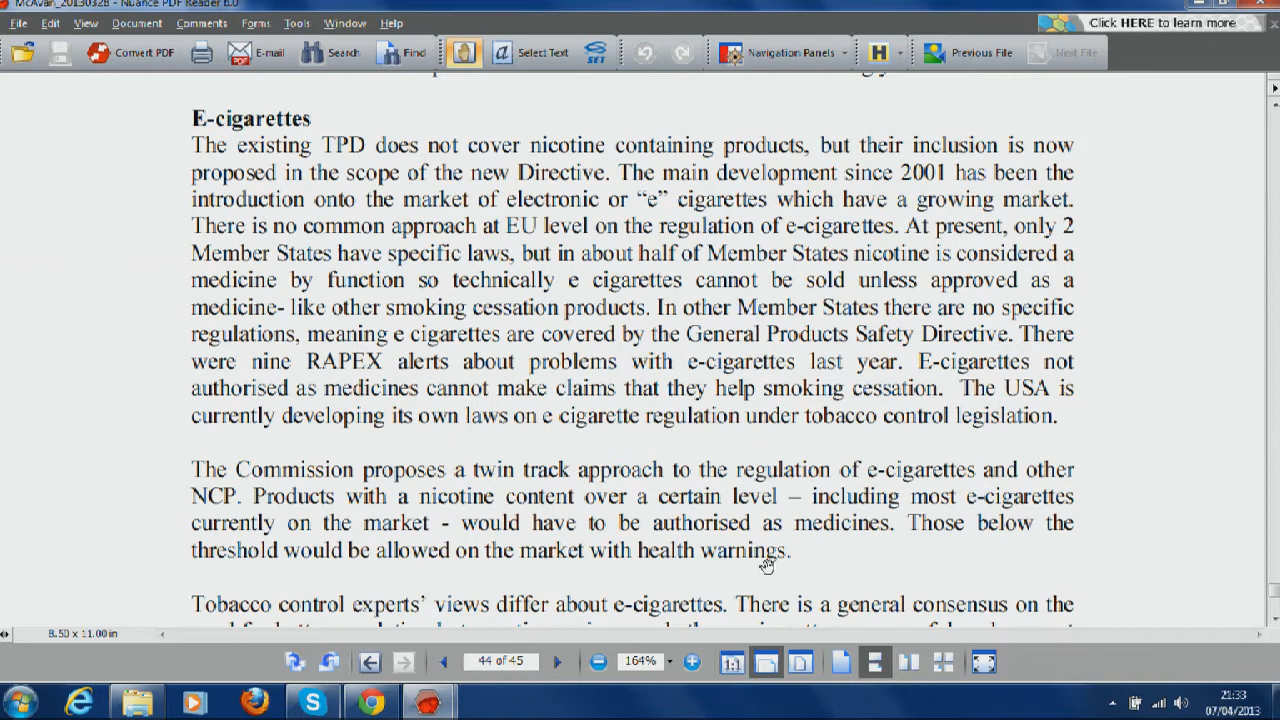 McAvan_20130328 - Nuance PDF Reader 6.0
File Edit View Document Comments Forms Tools Window Help
Click HERE to learn more
Convert PDF E-mail Search Find Select Text SET Navigation Panels H Previous File Next File
E-cigarettes
The existing TPD does not cover nicotine containing products, but their inclusion is now
proposed in the scope of the new Directive. The main development since 2001 has been the
introduction onto the market of electronic or “e” cigarettes which have a growing market.
There is no common approach at EU level on the regulation of e-cigarettes. At present, only 2
Member States have specific laws, but in about half of Member States nicotine is considered a
medicine by function so technically e cigarettes cannot be sold unless approved as a
medicine- like other smoking cessation products. In other Member States there are no specific
regulations, meaning e cigarettes are covered by the General Products Safety Directive. There
were nine RAPEX alerts about problems with e-cigarettes last year. E-cigarettes not
authorised as medicines cannot make claims that they help smoking cessation. The USA is
currently developing its own laws on e cigarette regulation under tobacco control legislation.
The Commission proposes a twin track approach to the regulation of e-cigarettes and other
NCP. Products with a nicotine content over a certain level – including most e-cigarettes
currently on the market - would have to be authorised as medicines. Those below the
threshold would be allowed on the market with health warnings.
Tobacco control experts’ views differ about e-cigarettes. There is a general consensus on the
8.50 x 11.00 in
44 of 45 164% 1:1
21:33
07/04/2013